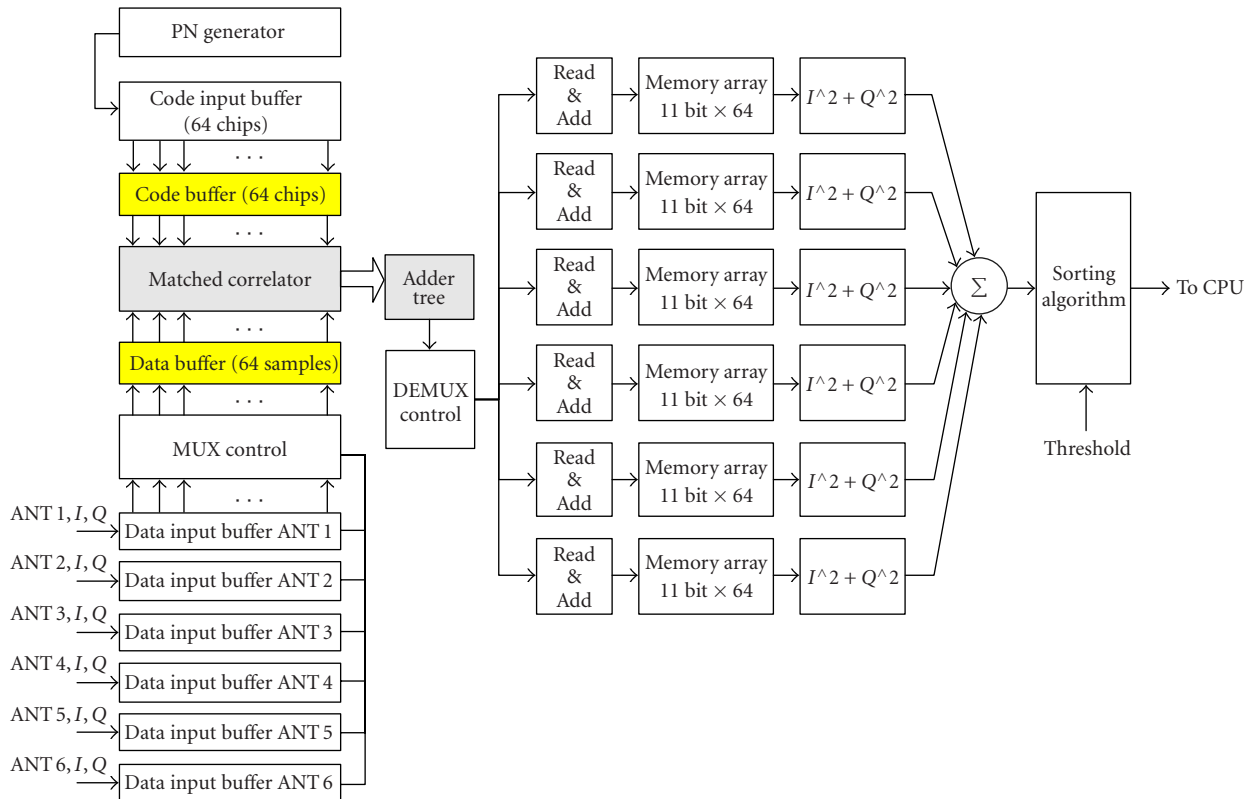 PN generator
Code input buffer
(64 chips)
. . .
Code buffer (64 chips)
. . .
Matched correlator
. . .
Data buffer (64 samples)
. . .
MUX control
. . .
ANT 1, I, Q
Data input buffer ANT 1
ANT 2, I, Q
Data input buffer ANT 2
ANT 3, I, Q
Data input buffer ANT 3
ANT 4, I, Q
Data input buffer ANT 4
ANT 5, I, Q
Data input buffer ANT 5
ANT 6, I, Q
Data input buffer ANT 6
Adder
tree
DEMUX
control
Read
&
Add
Memory array
11 bit × 64
I^2 + Q^2
Read
&
Add
Memory array
11 bit × 64
I^2 + Q^2
Read
&
Add
Memory array
11 bit × 64
I^2 + Q^2
Read
&
Add
Memory array
11 bit × 64
I^2 + Q^2
Read
&
Add
Memory array
11 bit × 64
I^2 + Q^2
Read
&
Add
Memory array
11 bit × 64
I^2 + Q^2
Σ
Sorting
algorithm
To CPU
Threshold